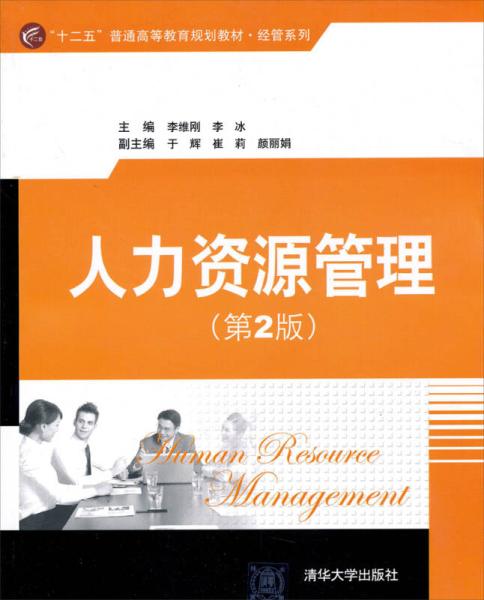 “十二五”普通高等教育规划教材·经管系列
主　编　李维刚　李　冰
副主编　于　辉　崔　莉　颜丽娟
人力资源管理
（第2版）
Human Resource
Management
清华大学出版社